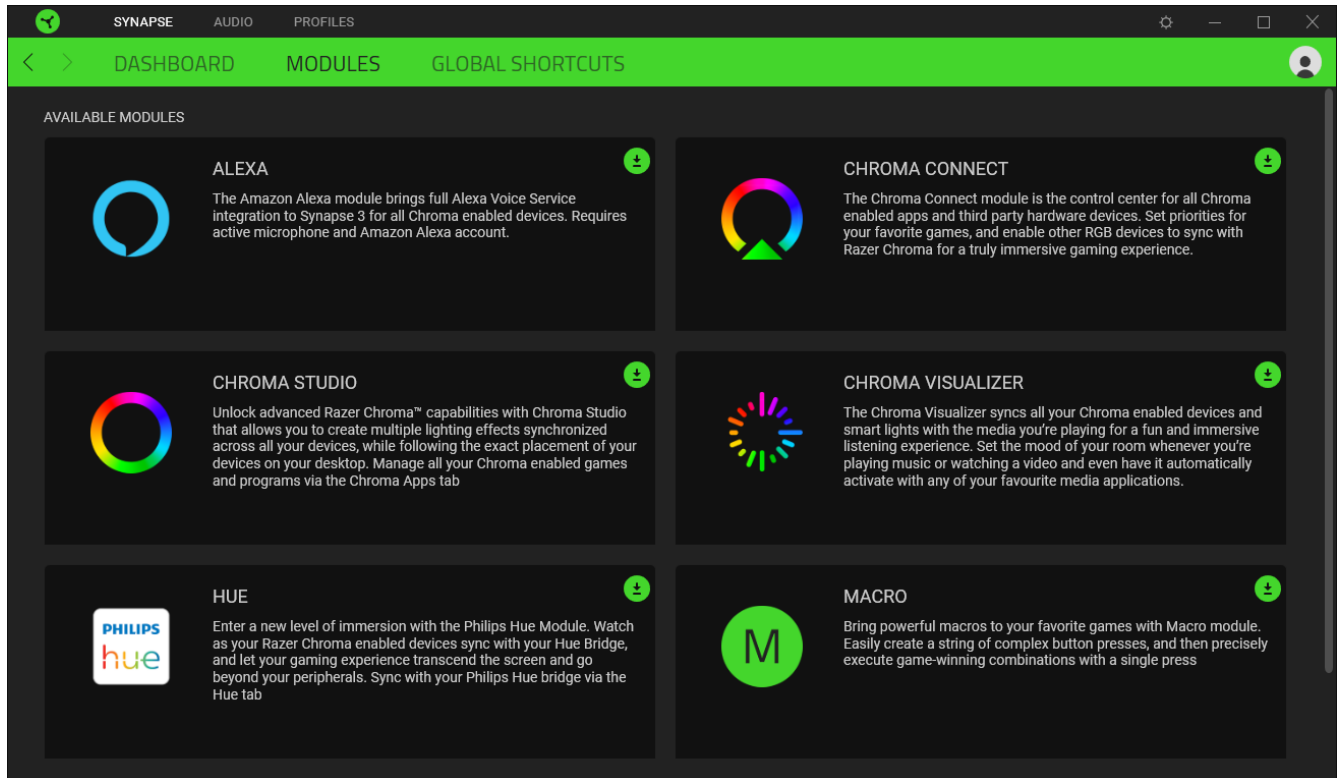 SYNAPSE AUDIO PROFILES
DASHBOARD MODULES GLOBAL SHORTCUTS
AVAILABLE MODULES
ALEXA
The Amazon Alexa module brings full Alexa Voice Service
integration to Synapse 3 for all Chroma enabled devices. Requires
active microphone and Amazon Alexa account.
CHROMA CONNECT
The Chroma Connect module is the control center for all Chroma
enabled apps and third party hardware devices. Set priorities for
your favorite games, and enable other RGB devices to sync with
Razer Chroma for a truly immersive gaming experience.
CHROMA STUDIO
Unlock advanced Razer Chroma™ capabilities with Chroma Studio
that allows you to create multiple lighting effects synchronized
across all your devices, while following the exact placement of your
devices on your desktop. Manage all your Chroma enabled games
and programs via the Chroma Apps tab
CHROMA VISUALIZER
The Chroma Visualizer syncs all your Chroma enabled devices and
smart lights with the media you're playing for a fun and immersive
listening experience. Set the mood of your room whenever you're
playing music or watching a video and even have it automatically
activate with any of your favourite media applications.
PHILIPS
hue
HUE
Enter a new level of immersion with the Philips Hue Module. Watch
as your Razer Chroma enabled devices sync with your Hue Bridge,
and let your gaming experience transcend the screen and go
beyond your peripherals. Sync with your Philips Hue bridge via the
Hue tab
M
MACRO
Bring powerful macros to your favorite games with Macro module.
Easily create a string of complex button presses, and then precisely
execute game-winning combinations with a single press